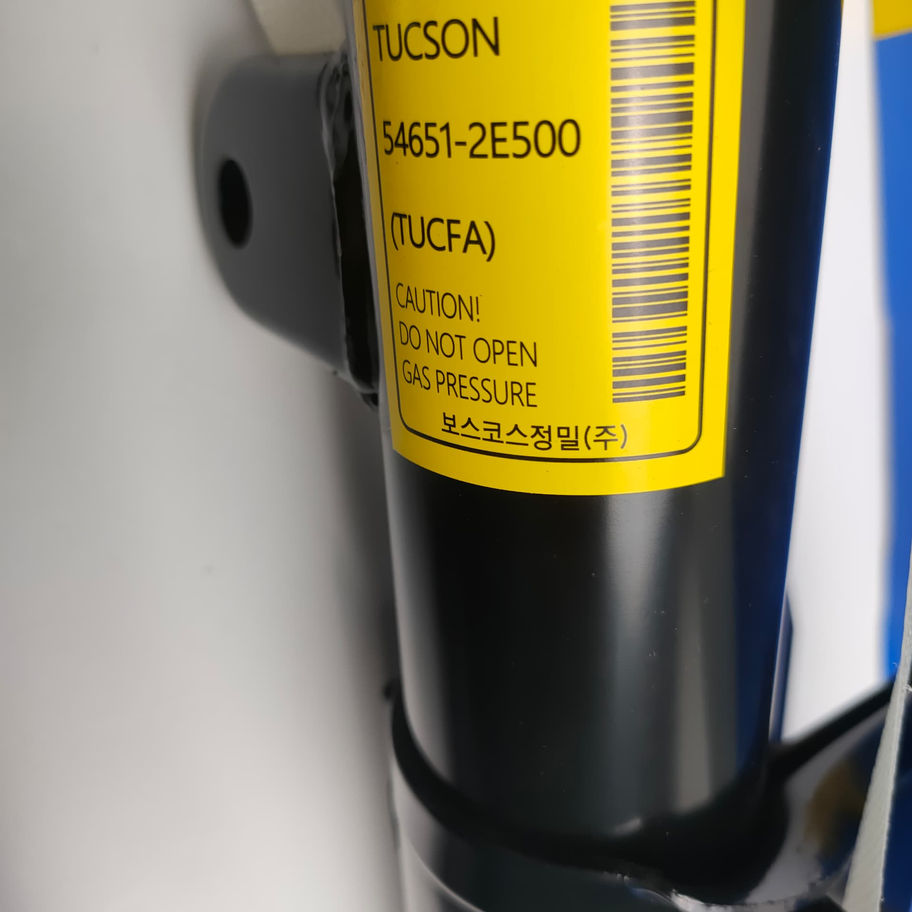 TUCSON
54651-2E500
(TUCFA)
CAUTION!
DO NOT OPEN
GAS PRESSURE
보스코스정밀(주)